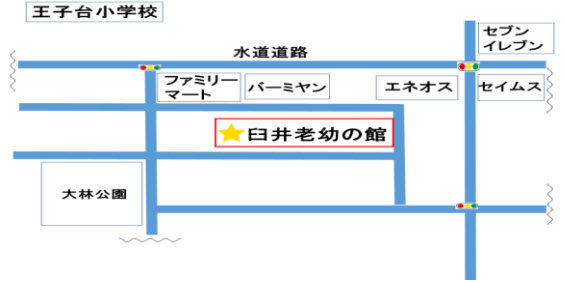 王子台小学校
セブン
イレブン
水道道路
ファミリー
マート
バーミヤン
エネオス
セイムス
臼井老幼の館
大林公園